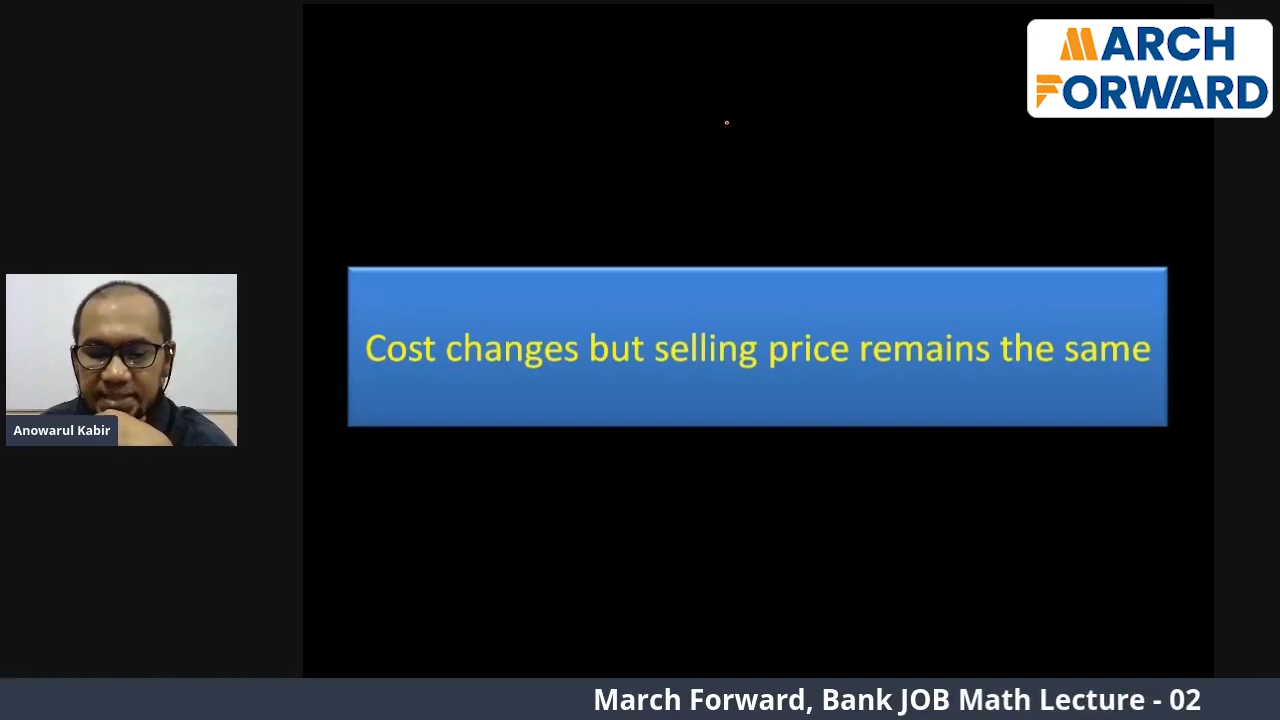 MARCH
FORWARD
Cost changes but selling price remains the same
Anowarul Kabir
March Forward, Bank JOB Math Lecture - 02